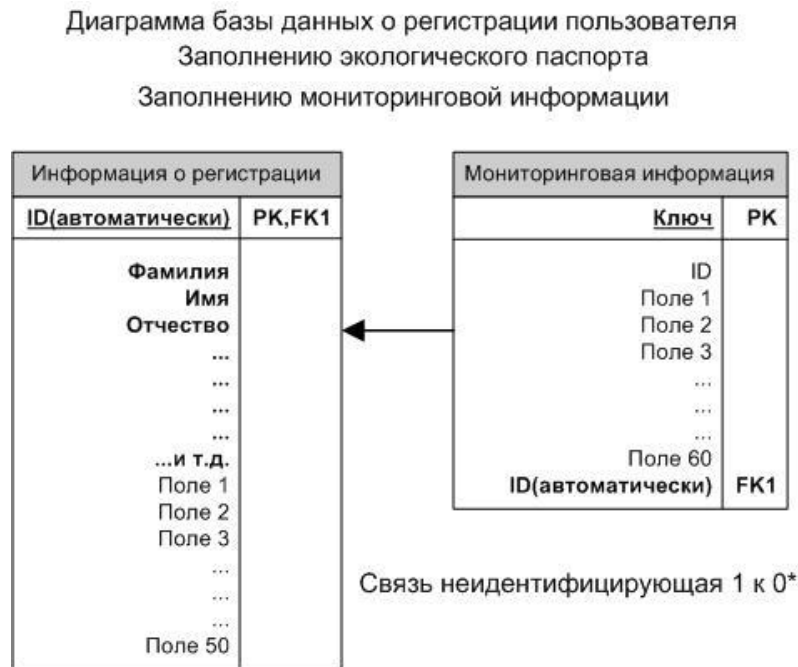 Диаграмма базы данных о регистрации пользователя
Заполнению экологического паспорта
Заполнению мониторинговой информации
Информация о регистрации
ID(автоматически) PK,FK1
Фамилия
Имя
Отчество
...
...
...
...
...и т.д.
Поле 1
Поле 2
Поле 3
...
...
...
Поле 50
Мониторинговая информация
Ключ PK
ID
Поле 1
Поле 2
Поле 3
...
...
...
Поле 60
ID(автоматически) FK1
Связь неидентифицирующая 1 к 0*